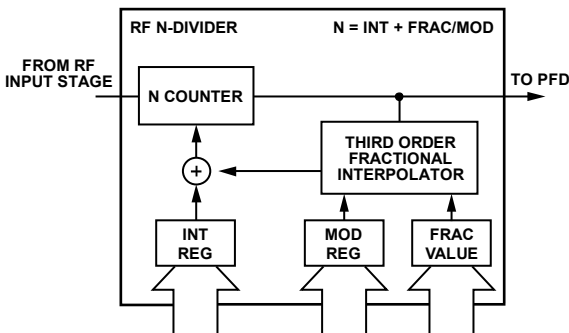 RF N-DIVIDER
N = INT + FRAC/MOD
FROM RF
INPUT STAGE
TO PFD
N COUNTER
THIRD ORDER
FRACTIONAL
INTERPOLATOR
+
INT
REG
MOD
REG
FRAC
VALUE